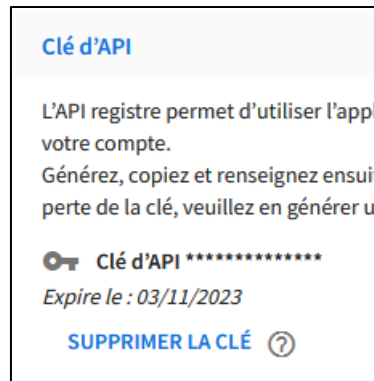 Clé d’API
L’API registre permet d’utiliser l’appl
votre compte.
Générez, copiez et renseignez ensui
perte de la clé, veuillez en générer u
Clé d’API **************
Expire le : 03/11/2023
SUPPRIMER LA CLÉ ?